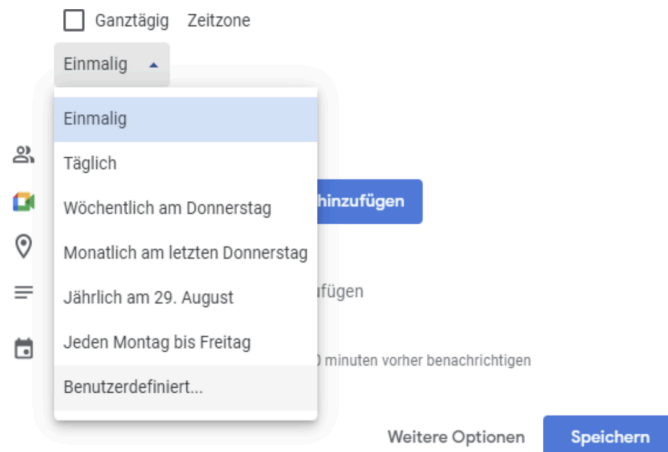 Ganztägig Zeitzone
Einmalig
Einmalig
Täglich
Wöchentlich am Donnerstag
hinzufügen
Monatlich am letzten Donnerstag
Jährlich am 29. August
Jeden Montag bis Freitag
minuten vorher benachrichtigen
Benutzerdefiniert...
Weitere Optionen Speichern